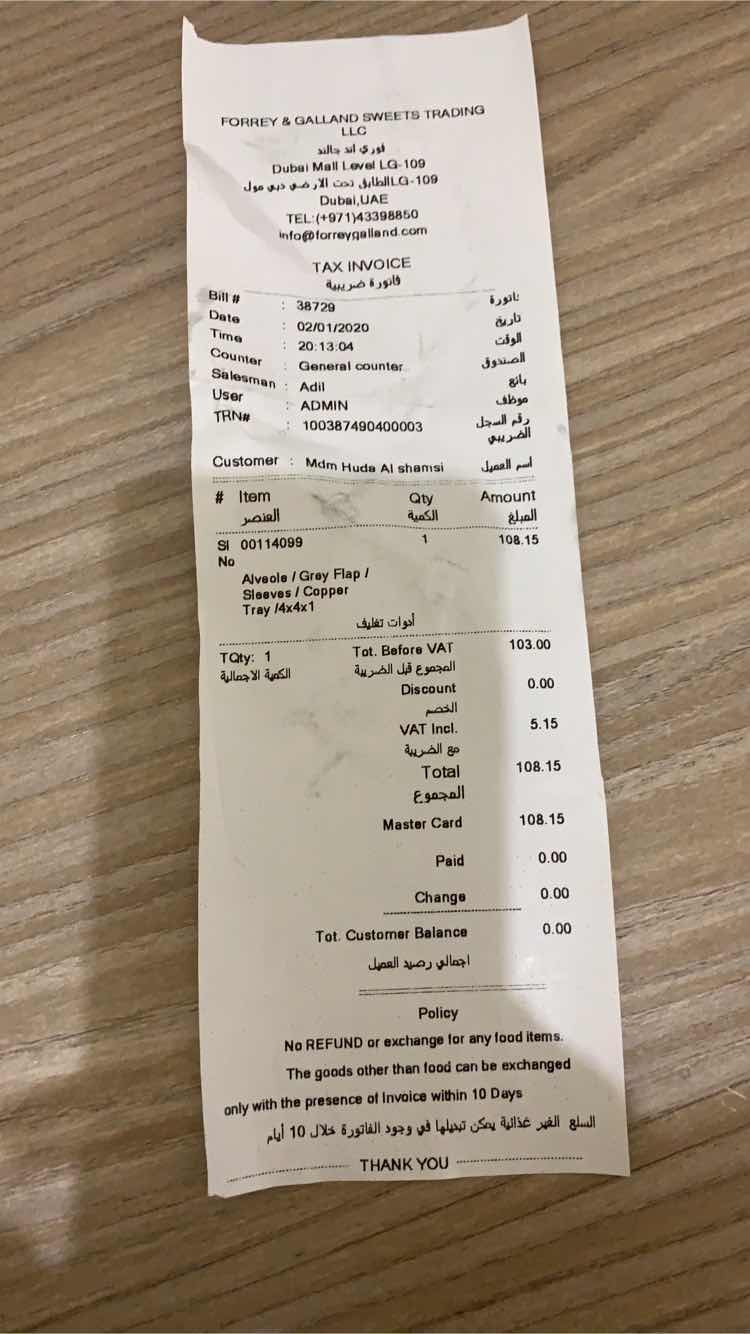 FORREY & GALLAND SWEETS TRADING
LLC
فوري اند جالند
Dubai Mall Level LG-109
الطابق تحت الارضي دبي مول LG-109
Dubai,UAE
TEL:(+971)43398850
info@forreygalland.com
TAX INVOICE
فاتورة ضريبية
Bill # : 38729 فاتورة
Date : 02/01/2020 تاريخ
Time : 20:13:04 الوقت
Counter : General counter الصندوق
Salesman : Adil بائع
User : ADMIN موظف
TRN# : 100387490400003 رقم السجل
الضريبي
Customer : Mdm Huda Al shamsi اسم العميل
# Item Qty Amount
العنصر الكمية المبلغ
Sl 00114099 1 108.15
No
Alveole / Grey Flap /
Sleeves / Copper
Tray /4x4x1
أدوات تغليف
TQty: 1 Tot. Before VAT 103.00
الكمية الاجمالية المجموع قبل الضريبة
Discount 0.00
الخصم
VAT Incl. 5.15
مع الضريبة
Total 108.15
المجموع
Master Card 108.15
Paid 0.00
Change 0.00
Tot. Customer Balance 0.00
اجمالي رصيد العميل
Policy
No REFUND or exchange for any food items.
The goods other than food can be exchanged
only with the presence of Invoice within 10 Days
السلع الغير غذائية يمكن تبديلها في وجود الفاتورة خلال 10 أيام
THANK YOU